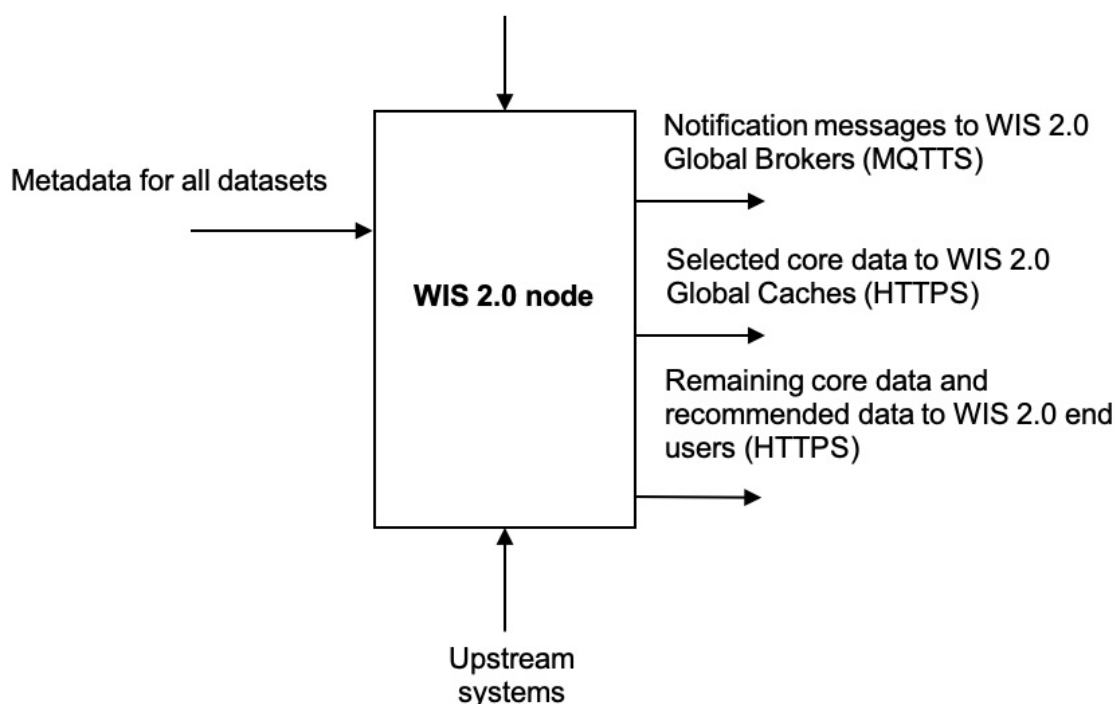 Notification messages to WIS 2.0
Global Brokers (MQTTS)
Metadata for all datasets
Selected core data to WIS 2.0
Global Caches (HTTPS)
WIS 2.0 node
Remaining core data and
recommended data to WIS 2.0 end
users (HTTPS)
Upstream
systems